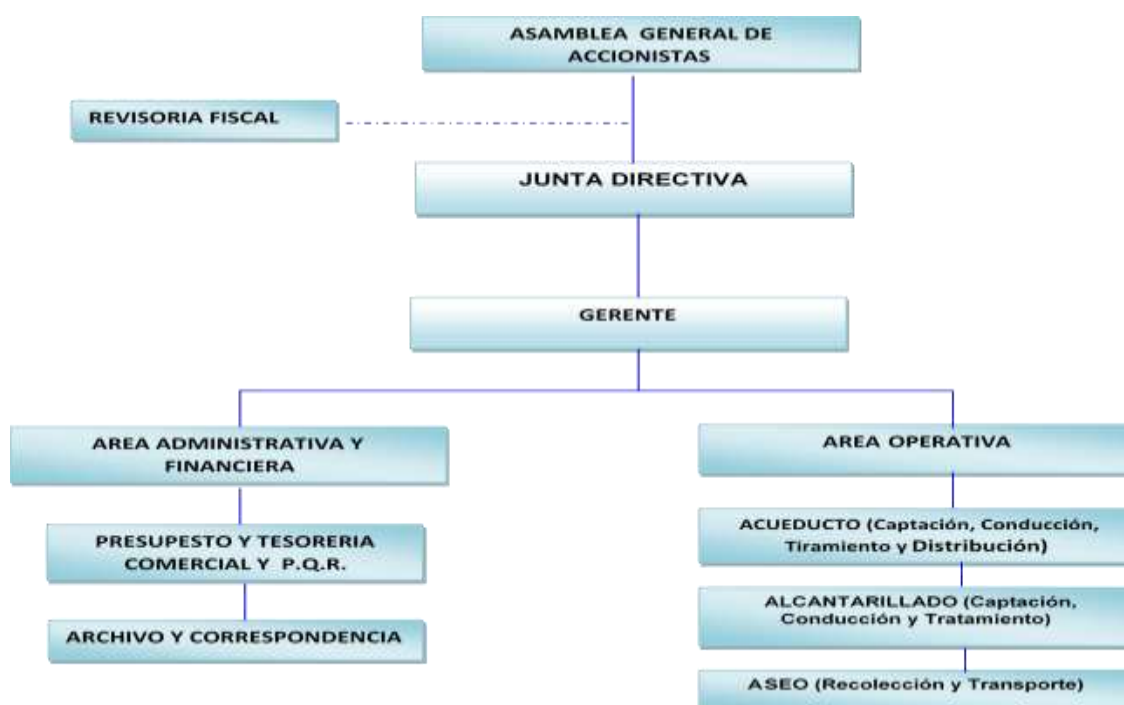 ASAMBLEA GENERAL DE
ACCIONISTAS
REVISORIA FISCAL
JUNTA DIRECTIVA
GERENTE
AREA ADMINISTRATIVA Y
FINANCIERA
PRESUPESTO Y TESORERIA
COMERCIAL Y P.Q.R.
ARCHIVO Y CORRESPONDENCIA
AREA OPERATIVA
ACUEDUCTO (Captación, Conducción,
Tiramiento y Distribución)
ALCANTARILLADO (Captación,
Conducción y Tratamiento)
ASEO (Recolección y Transporte)